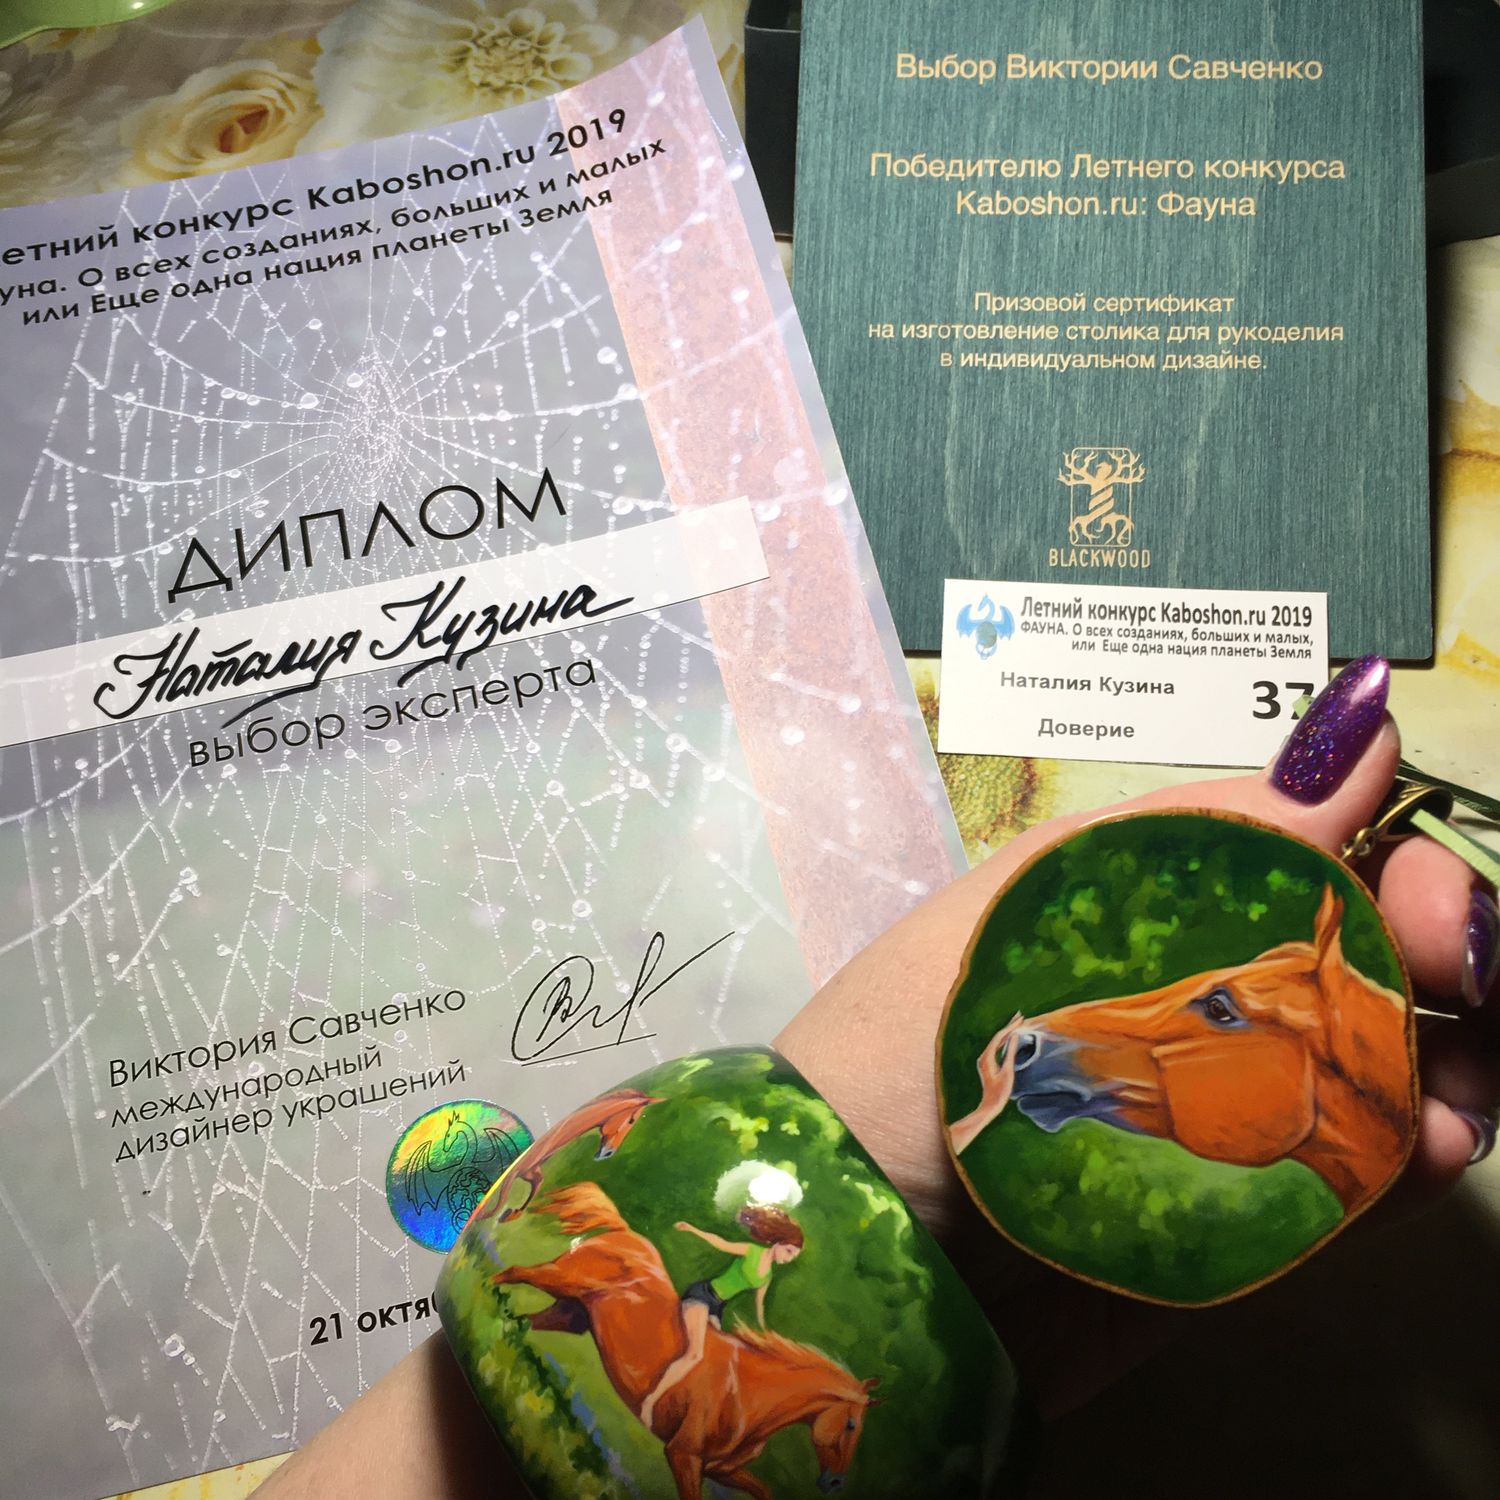 етний конкурс Kaboshon.ru 2019
уна. О всех созданиях, больших и малых
или Еще одна нация планеты Земля
ДИПЛОМ
Наталия Кузина
выбор эксперта
Виктория Савченко
международный
дизайнер украшений
21 октя
Выбор Виктории Савченко
Победителю Летнего конкурса
Kaboshon.ru: Фауна
Призовой сертификат
на изготовление столика для рукоделия
в индивидуальном дизайне.
BLACKWOOD
Летний конкурс Kaboshon.ru 2019
ФАУНА. О всех созданиях, больших и малых,
или Еще одна нация планеты Земля
Наталия Кузина
37
Доверие